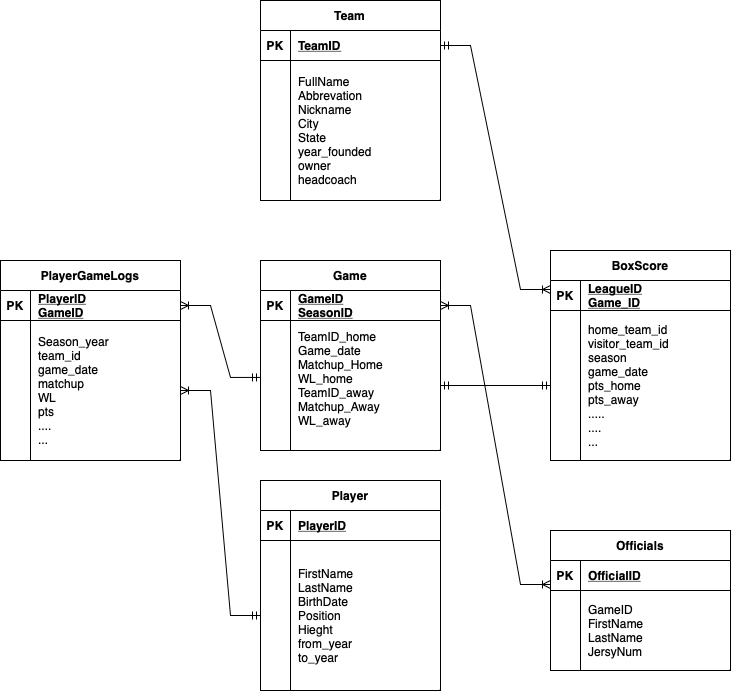 Team
PK TeamID
FullName
Abbrevation
Nickname
City
State
year_founded
owner
headcoach
PlayerGameLogs
PK PlayerID
GameID
Season_year
team_id
game_date
matchup
WL
pts
....
...
Game
PK GameID
SeasonID
TeamID_home
Game_date
Matchup_Home
WL_home
TeamID_away
Matchup_Away
WL_away
BoxScore
PK LeagueID
Game_ID
home_team_id
visitor_team_id
season
game_date
pts_home
pts_away
.....
....
...
Player
PK PlayerID
FirstName
LastName
BirthDate
Position
Hieght
from_year
to_year
Officials
PK OfficialID
GameID
FirstName
LastName
JersyNum